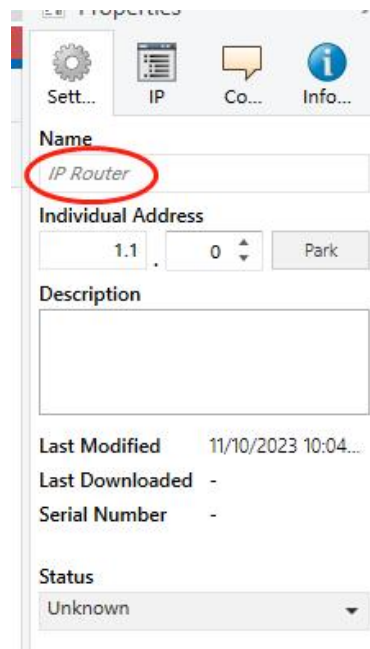 Properties
Sett... IP Co... Info...
Name
IP Router
Individual Address
1.1 . 0 Park
Description
Last Modified 11/10/2023 10:04...
Last Downloaded -
Serial Number -
Status
Unknown